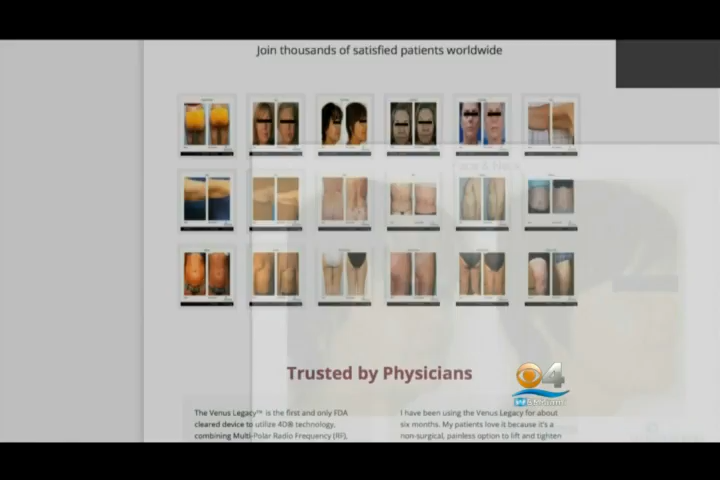 Join thousands of satisfied patients worldwide
Trusted by Physicians
4
The Venus Legacy™ is the first and only FDA
cleared device to utilize 4D® technology,
combining Multi-Polar Radio Frequency (RF),
I have been using the Venus Legacy for about
six months. My patients love it because it's a
non-surgical, painless option to lift and tighten